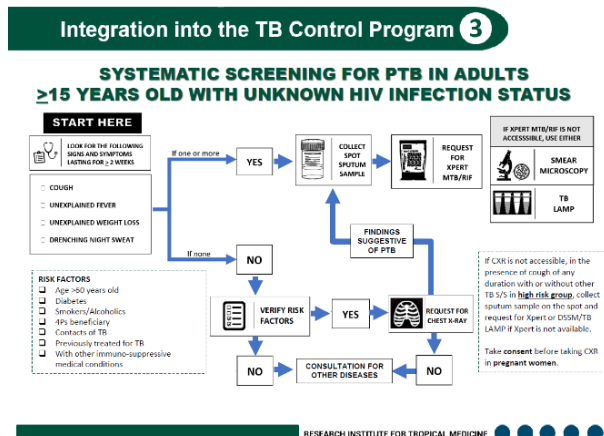 Integration into the TB Control Program 3
SYSTEMATIC SCREENING FOR PTB IN ADULTS
≥15 YEARS OLD WITH UNKNOWN HIV INFECTION STATUS
START HERE
LOOK FOR THE FOLLOWING
SIGNS AND SYMPTOMS
LASTING FOR ≥ 2 WEEKS
COUGH
UNEXPLAINED FEVER
UNEXPLAINED WEIGHT LOSS
DRENCHING NIGHT SWEAT
If one or more
YES
COLLECT
SPOT
SPUTUM
SAMPLE
REQUEST
FOR
XPERT
MTB/RIF
IF XPERT MTB/RIF IS NOT
ACCESSSIBLE, USE EITHER
SMEAR
MICROSCOPY
TB
LAMP
If none
NO
FINDINGS
SUGGESTIVE
OF PTB
RISK FACTORS
Age >60 years old
Diabetes
Smokers/Alcoholics
4Ps beneficiary
Contacts of TB
Previously treated for TB
With other immuno-suppressive
medical conditions
VERIFY RISK
FACTORS
YES
REQUEST FOR
CHEST X-RAY
NO
CONSULTATION FOR
OTHER DISEASES
NO
If CXR is not accessible, in the
presence of cough of any
duration with or without other
TB S/S in high risk group, collect
sputum sample on the spot and
request for Xpert or DSSM/TB
LAMP if Xpert is not available.
Take consent before taking CXR
in pregnant women.
RESEARCH INSTITUTE FOR TROPICAL MEDICINE